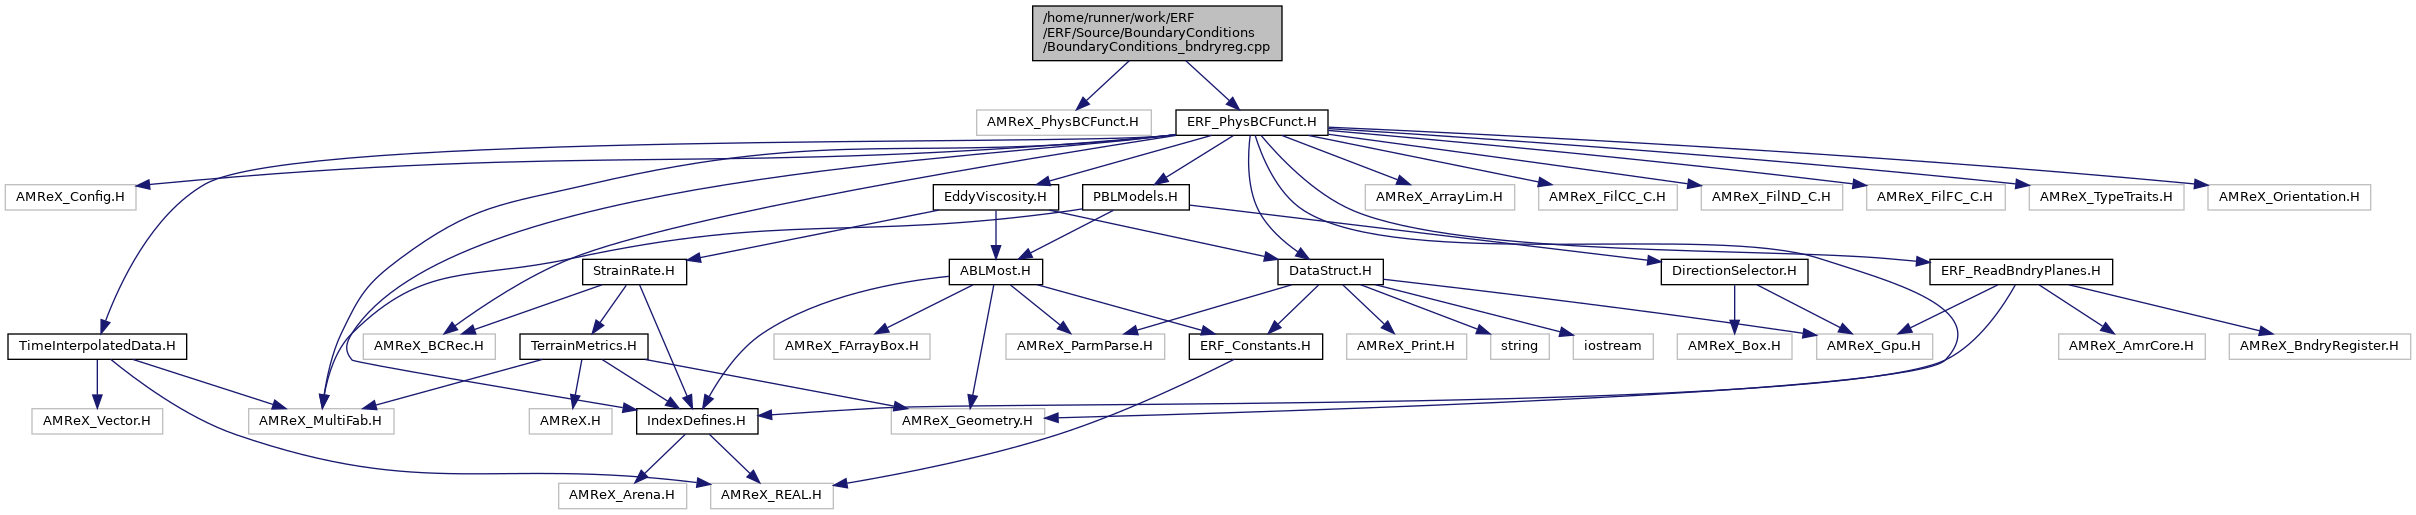 /home/runner/work/ERF
/ERF/Source/BoundaryConditions
/BoundaryConditions_bndryreg.cpp
AMReX_PhysBCFunct.H
ERF_PhysBCFunct.H
AMReX_Config.H
EddyViscosity.H
PBLModels.H
AMReX_ArrayLim.H
AMReX_FilCC_C.H
AMReX_FilND_C.H
AMReX_FilFC_C.H
AMReX_TypeTraits.H
AMReX_Orientation.H
StrainRate.H
ABLMost.H
DataStruct.H
DirectionSelector.H
ERF_ReadBndryPlanes.H
TimeInterpolatedData.H
AMReX_BCRec.H
TerrainMetrics.H
AMReX_FArrayBox.H
AMReX_ParmParse.H
ERF_Constants.H
AMReX_Print.H
string
iostream
AMReX_Box.H
AMReX_Gpu.H
AMReX_AmrCore.H
AMReX_BndryRegister.H
AMReX_Vector.H
AMReX_MultiFab.H
AMReX.H
IndexDefines.H
AMReX_Geometry.H
AMReX_Arena.H
AMReX_REAL.H